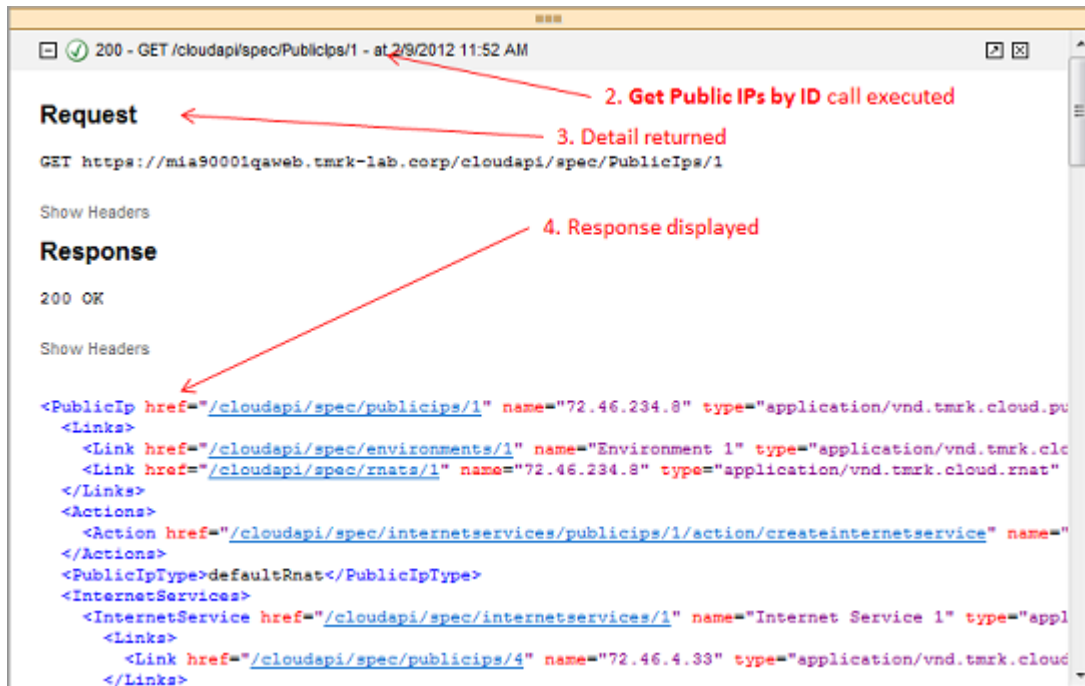 200 - GET /cloudapi/spec/PublicIps/1 - at 2/9/2012 11:52 AM
2. Get Public IPs by ID call executed
Request
3. Detail returned
GET https://mia90001qaweb.tmrk-lab.corp/cloudapi/spec/PublicIps/1
Show Headers
4. Response displayed
Response
200 OK
Show Headers
<PublicIp href="/cloudapi/spec/publicips/1" name="72.46.234.8" type="application/vnd.tmrk.cloud.pu
<Links>
<Link href="/cloudapi/spec/environments/1" name="Environment 1" type="application/vnd.tmrk.clo
<Link href="/cloudapi/spec/rnats/1" name="72.46.234.8" type="application/vnd.tmrk.cloud.rnat"
</Links>
<Actions>
<Action href="/cloudapi/spec/internetservices/publicips/1/action/createinternetservice" name="
</Actions>
<PublicIpType>defaultRnat</PublicIpType>
<InternetServices>
<InternetService href="/cloudapi/spec/internetservices/1" name="Internet Service 1" type="appl
<Links>
<Link href="/cloudapi/spec/publicips/4" name="72.46.4.33" type="application/vnd.tmrk.cloud
</Links>